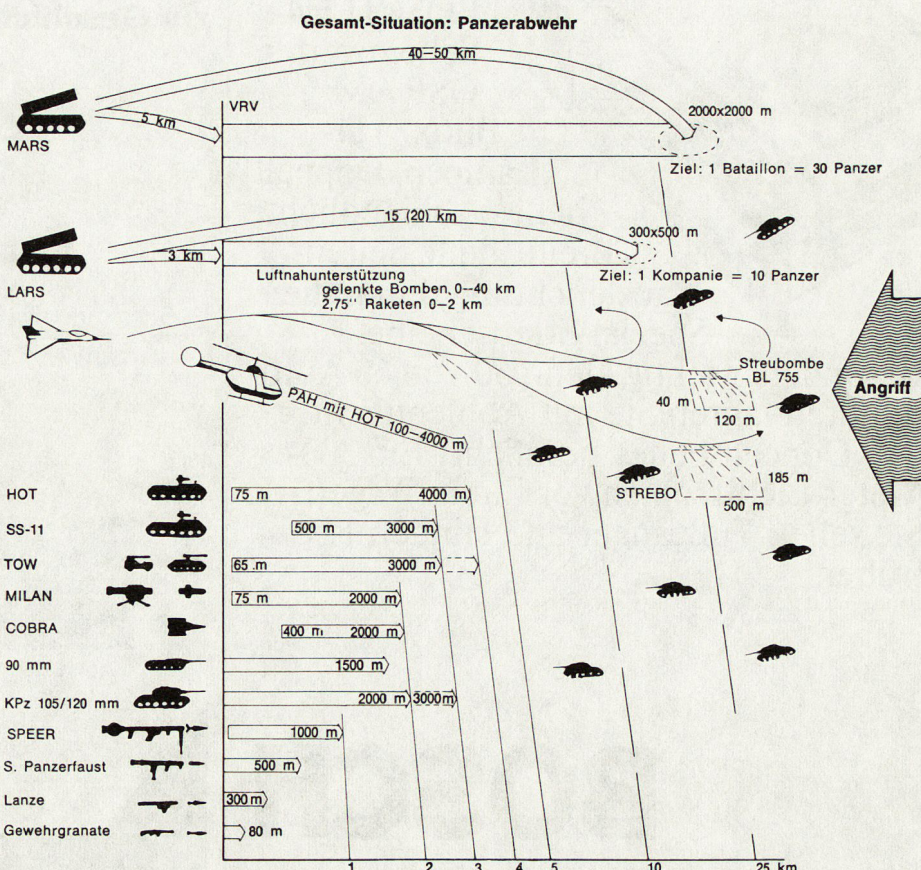 Gesamt-Situation: Panzerabwehr
40—50 km
VRV
5 km
2000x2000 m
MARS
Ziel: 1 Bataillon = 30 Panzer
15 (20) km
300x500 m
3 km
LARS
Ziel: 1 Kompanie = 10 Panzer
Luftnahunterstützung
gelenkte Bomben, 0--40 km
2,75'' Raketen 0—2 km
Streubombe
BL 755
Angriff
40 m
120 m
PAH mit HOT 100-4000 m
STREBO
185 m
500 m
HOT
75 m
4000 m
SS-11
500 m
3000 m
TOW
65 .m
3000 m
MILAN
75 m
2000 m
COBRA
400 m
2000 m
90 mm
1500 m
KPz 105/120 mm
2000 m
3000 m
SPEER
1000 m
S. Panzerfaust
500 m
Lanze
300 m
Gewehrgranate
80 m
1 2 3 4 5 10 25 km